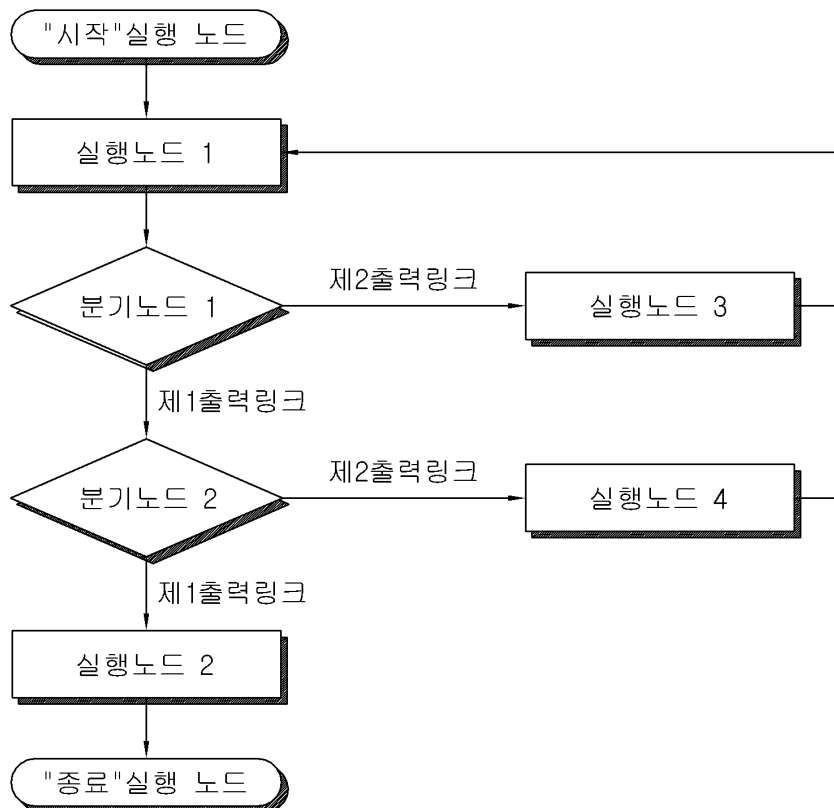 "시작"실행 노드
실행노드 1
분기노드 1
제2출력링크
실행노드 3
제1출력링크
분기노드 2
제2출력링크
실행노드 4
제1출력링크
실행노드 2
"종료"실행 노드